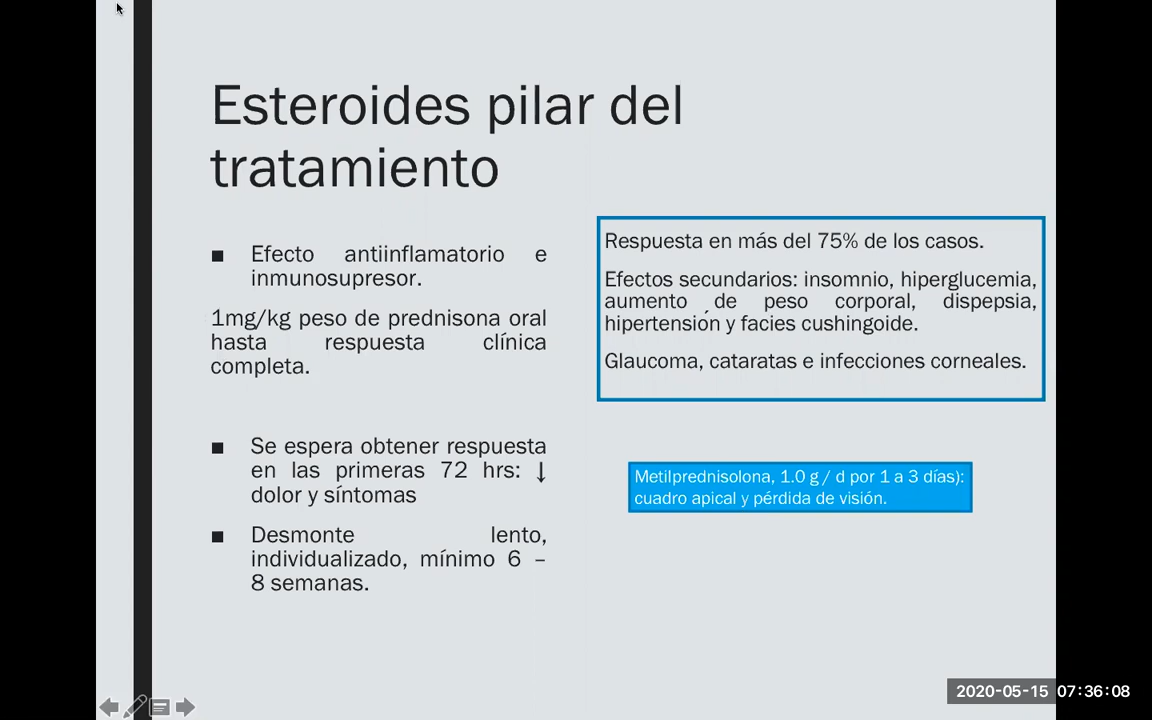 Esteroides pilar del
tratamiento
■ Efecto antiinflamatorio e
inmunosupresor.
1mg/kg peso de prednisona oral
hasta respuesta clínica
completa.
■ Se espera obtener respuesta
en las primeras 72 hrs: ↓
dolor y síntomas
■ Desmonte lento,
individualizado, mínimo 6 –
8 semanas.
Respuesta en más del 75% de los casos.
Efectos secundarios: insomnio, hiperglucemia,
aumento de peso corporal, dispepsia,
hipertensión y facies cushingoide.
Glaucoma, cataratas e infecciones corneales.
Metilprednisolona, 1.0 g / d por 1 a 3 días):
cuadro apical y pérdida de visión.
2020-05-15 07:36:08